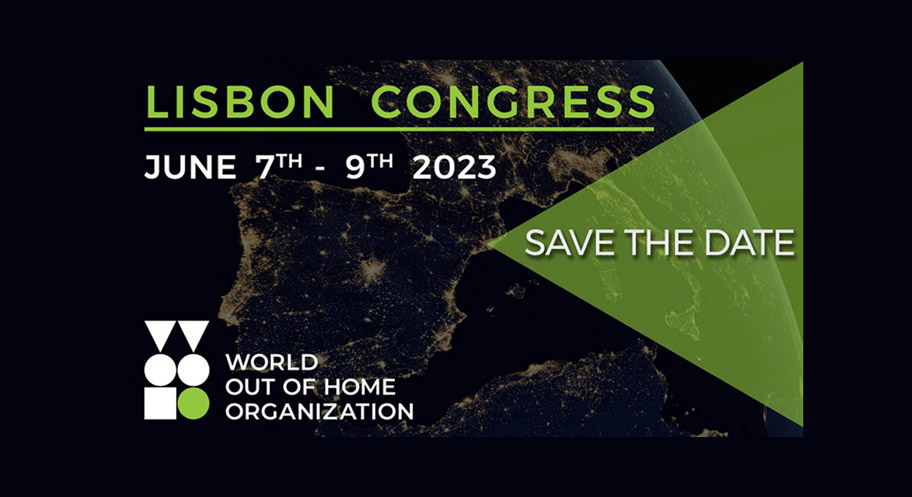 LISBON CONGRESS
JUNE 7TH - 9TH 2023
SAVE THE DATE
WORLD
OUT OF HOME
ORGANIZATION